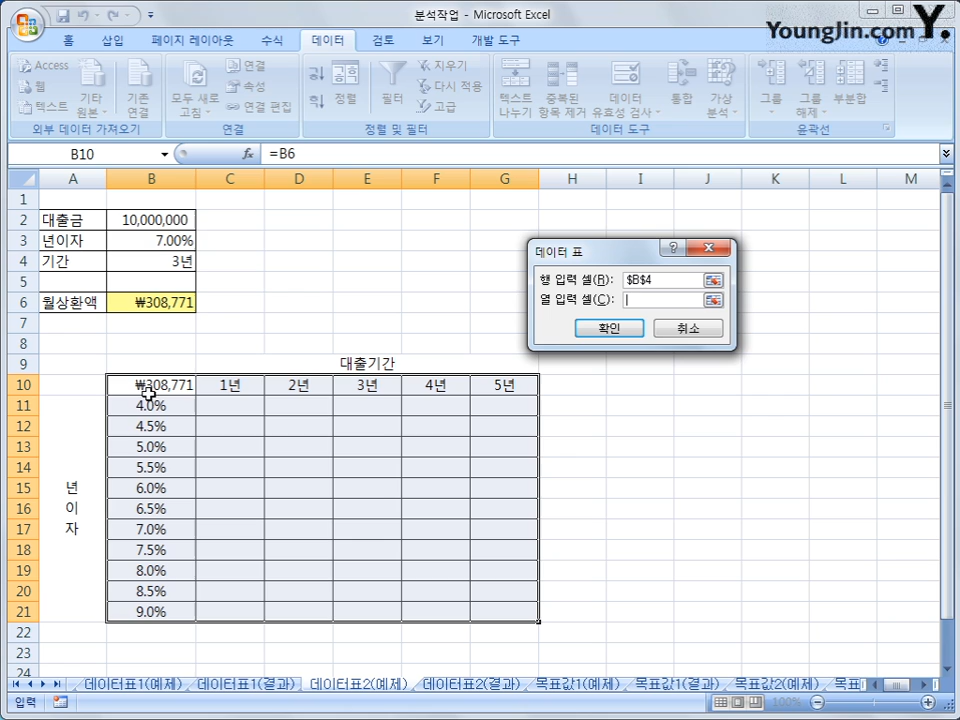 분석작업 - Microsoft Excel
Younglin.com Y.
홈 삽입 페이지 레이아웃 수식 데이터 검토 보기 개발 도구
Access
웹
텍스트
기타 원본
기존 연결
외부 데이터 가져오기
모두 새로 고침
연결
속성
연결 편집
연결
정렬
필터
지우기
다시 적용
고급
정렬 및 필터
텍스트 나누기
중복된 항목 제거
데이터 유효성 검사
통합
가상 분석
데이터 도구
그룹
그룹 해제
부분합
윤곽선
B10 fx =B6
A B C D E F G H I J K L M
1
2 대출금 10,000,000
3 년이자 7.00%
4 기간 3년
5
6 월상환액 ₩308,771
7
8
9 대출기간
10 ₩308,771 1년 2년 3년 4년 5년
11 4.0%
12 4.5%
13 5.0%
14 5.5%
15 년 6.0%
16 이 6.5%
17 자 7.0%
18 7.5%
19 8.0%
20 8.5%
21 9.0%
22
23
24
데이터 표
행 입력 셀(R): $B$4
열 입력 셀(C):
확인 취소
데이터표1(예제) 데이터표1(결과) 데이터표2(예제) 데이터표2(결과) 목표값1(예제) 목표값1(결과) 목표값2(예제) 목표
입력 100%